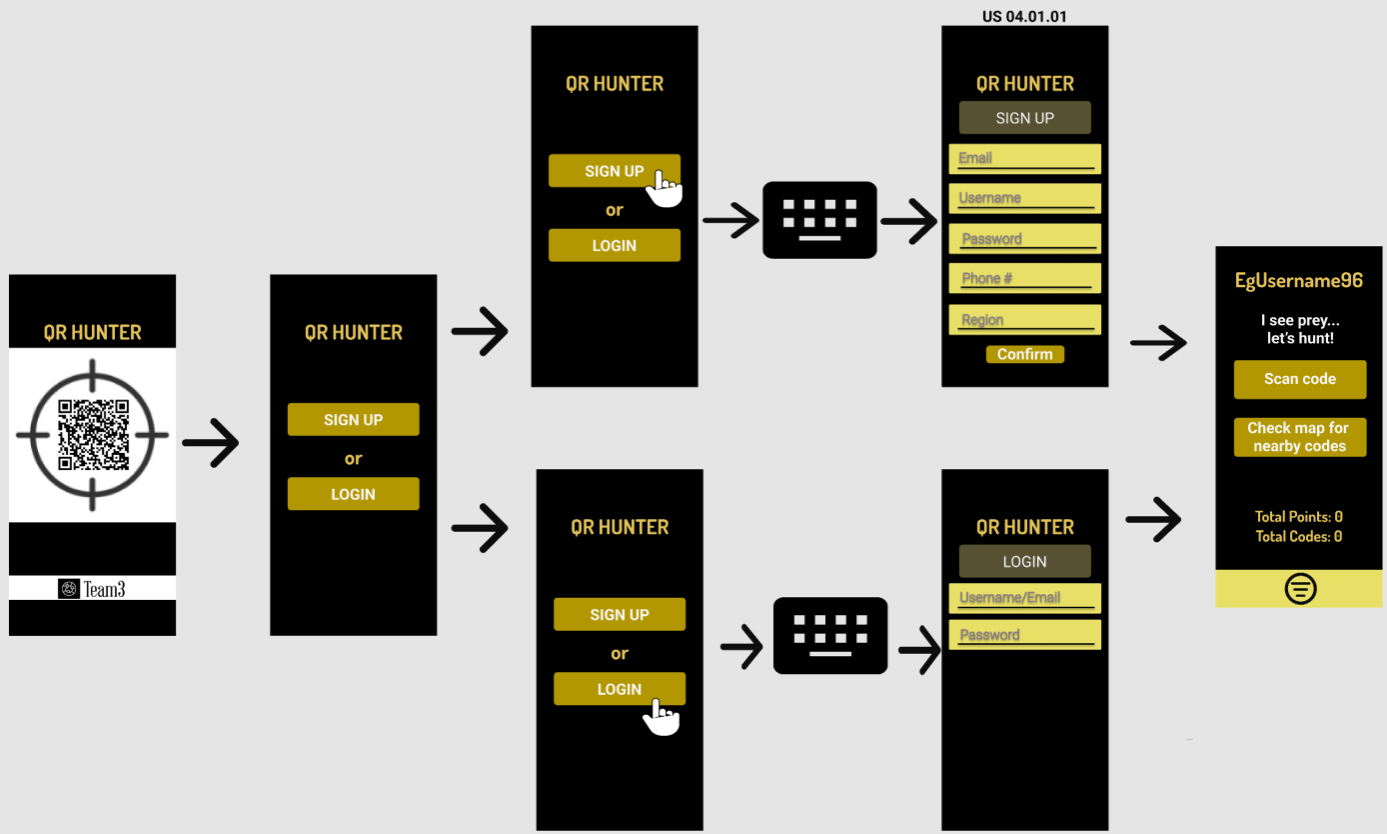 US 04.01.01
QR HUNTER
Team3
QR HUNTER
SIGN UP
or
LOGIN
QR HUNTER
SIGN UP
or
LOGIN
QR HUNTER
SIGN UP
Email
Username
Password
Phone #
Region
Confirm
QR HUNTER
SIGN UP
or
LOGIN
QR HUNTER
LOGIN
Username/Email
Password
EgUsername96
I see prey...
let's hunt!
Scan code
Check map for
nearby codes
Total Points: 0
Total Codes: 0